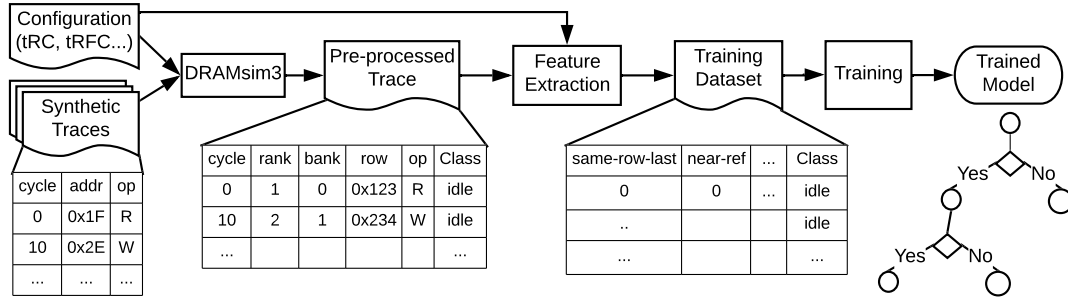 Configuration
(tRC, tRFC...)
Synthetic
Traces
DRAMsim3
Pre-processed
Trace
Feature
Extraction
Training
Dataset
Training
Trained
Model
cycle addr op
0 0x1F R
10 0x2E W
... ... ...
cycle rank bank row op Class
0 1 0 0x123 R idle
10 2 1 0x234 W idle
... ...
same-row-last near-ref ... Class
0 0 ... idle
.. idle
... ...
Yes No
Yes No